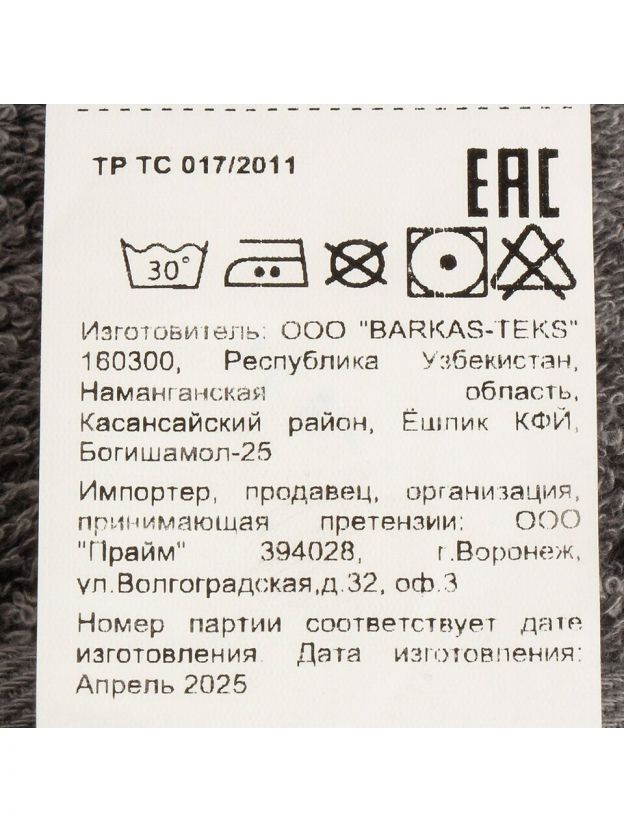 ТР ТС 017/2011
ЕАС
30°
Изготовитель: ООО "BARKAS-TEKS"
160300, Республика Узбекистан,
Наманганская область,
Касансайский район, Ёшлик КФЙ,
Богишамол-25
Импортер, продавец, организация,
принимающая претензии: ООО
"Прайм" 394028, г.Воронеж,
ул.Волгоградская,д.32, оф.3
Номер партии соответствует дате
изготовления. Дата изготовления:
Апрель 2025